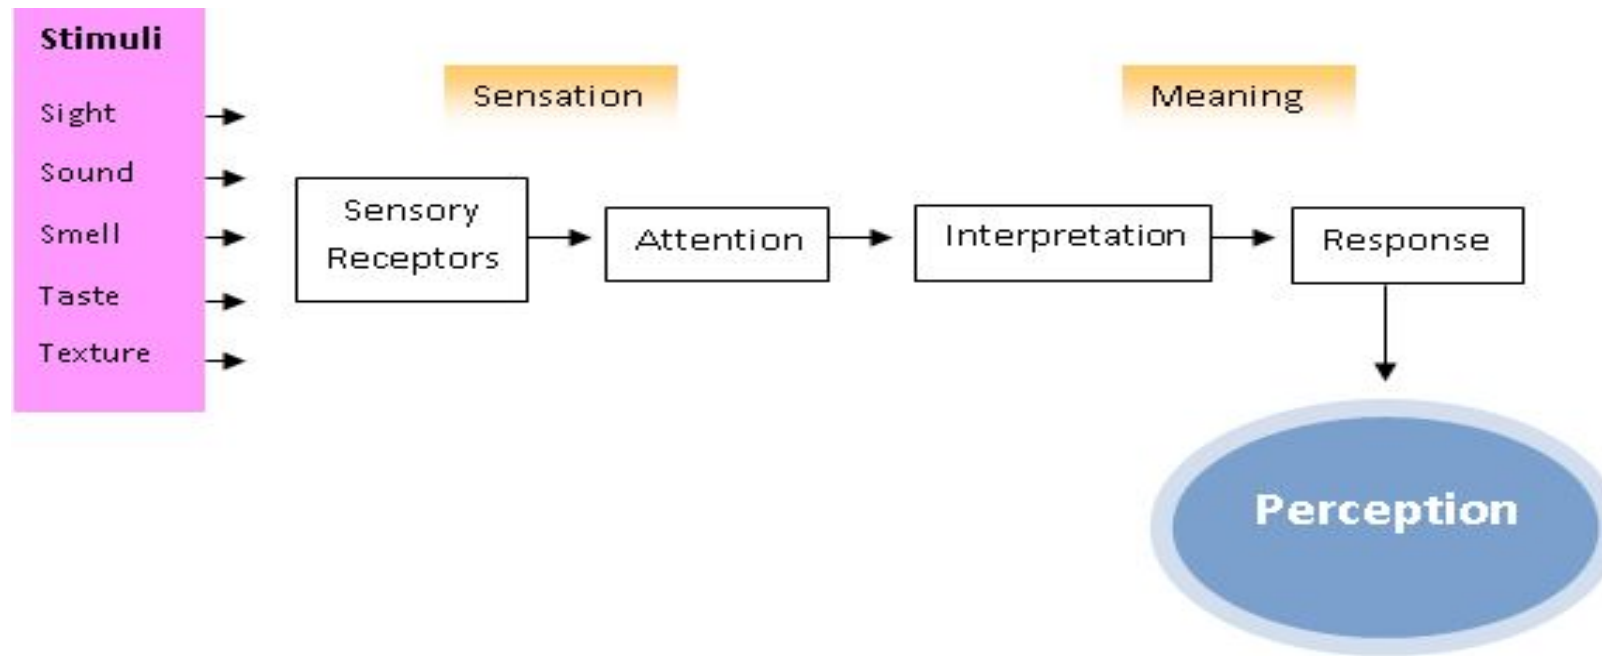 Stimuli
Sight
Sound
Smell
Taste
Texture
Sensation
Meaning
Sensory
Receptors
Attention
Interpretation
Response
Perception